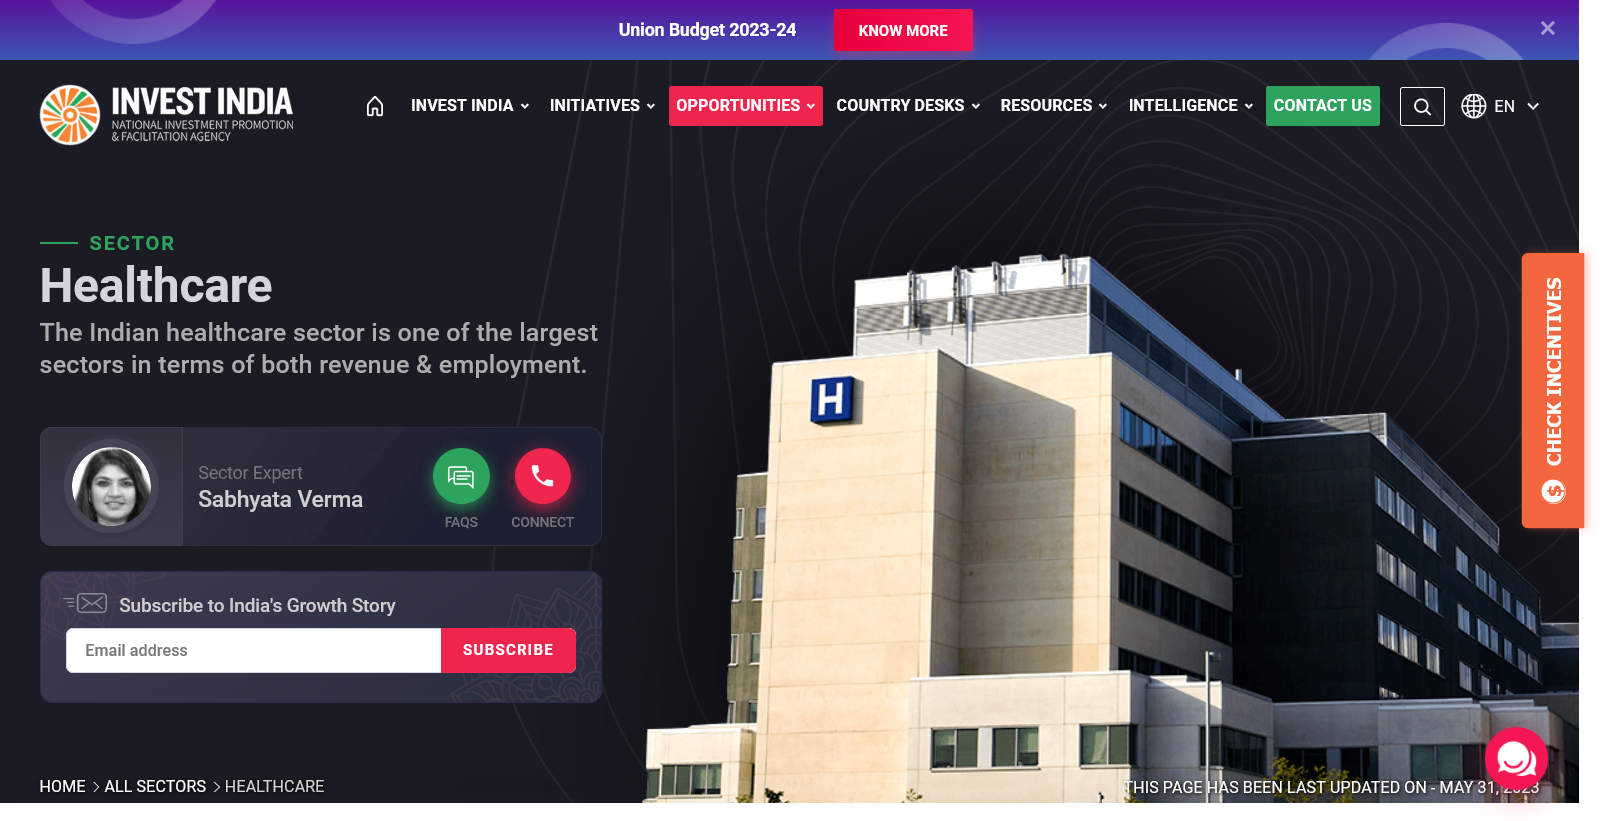 Union Budget 2023-24
KNOW MORE
INVEST INDIA
NATIONAL INVESTMENT PROMOTION
& FACILITATION AGENCY
INVEST INDIA
INITIATIVES
OPPORTUNITIES
COUNTRY DESKS
RESOURCES
INTELLIGENCE
CONTACT US
EN
SECTOR
Healthcare
The Indian healthcare sector is one of the largest
sectors in terms of both revenue & employment.
Sector Expert
Sabhyata Verma
FAQS
CONNECT
Subscribe to India's Growth Story
Email address
SUBSCRIBE
H
CHECK INCENTIVES
HOME > ALL SECTORS > HEALTHCARE
THIS PAGE HAS BEEN LAST UPDATED ON - MAY 31, 2023